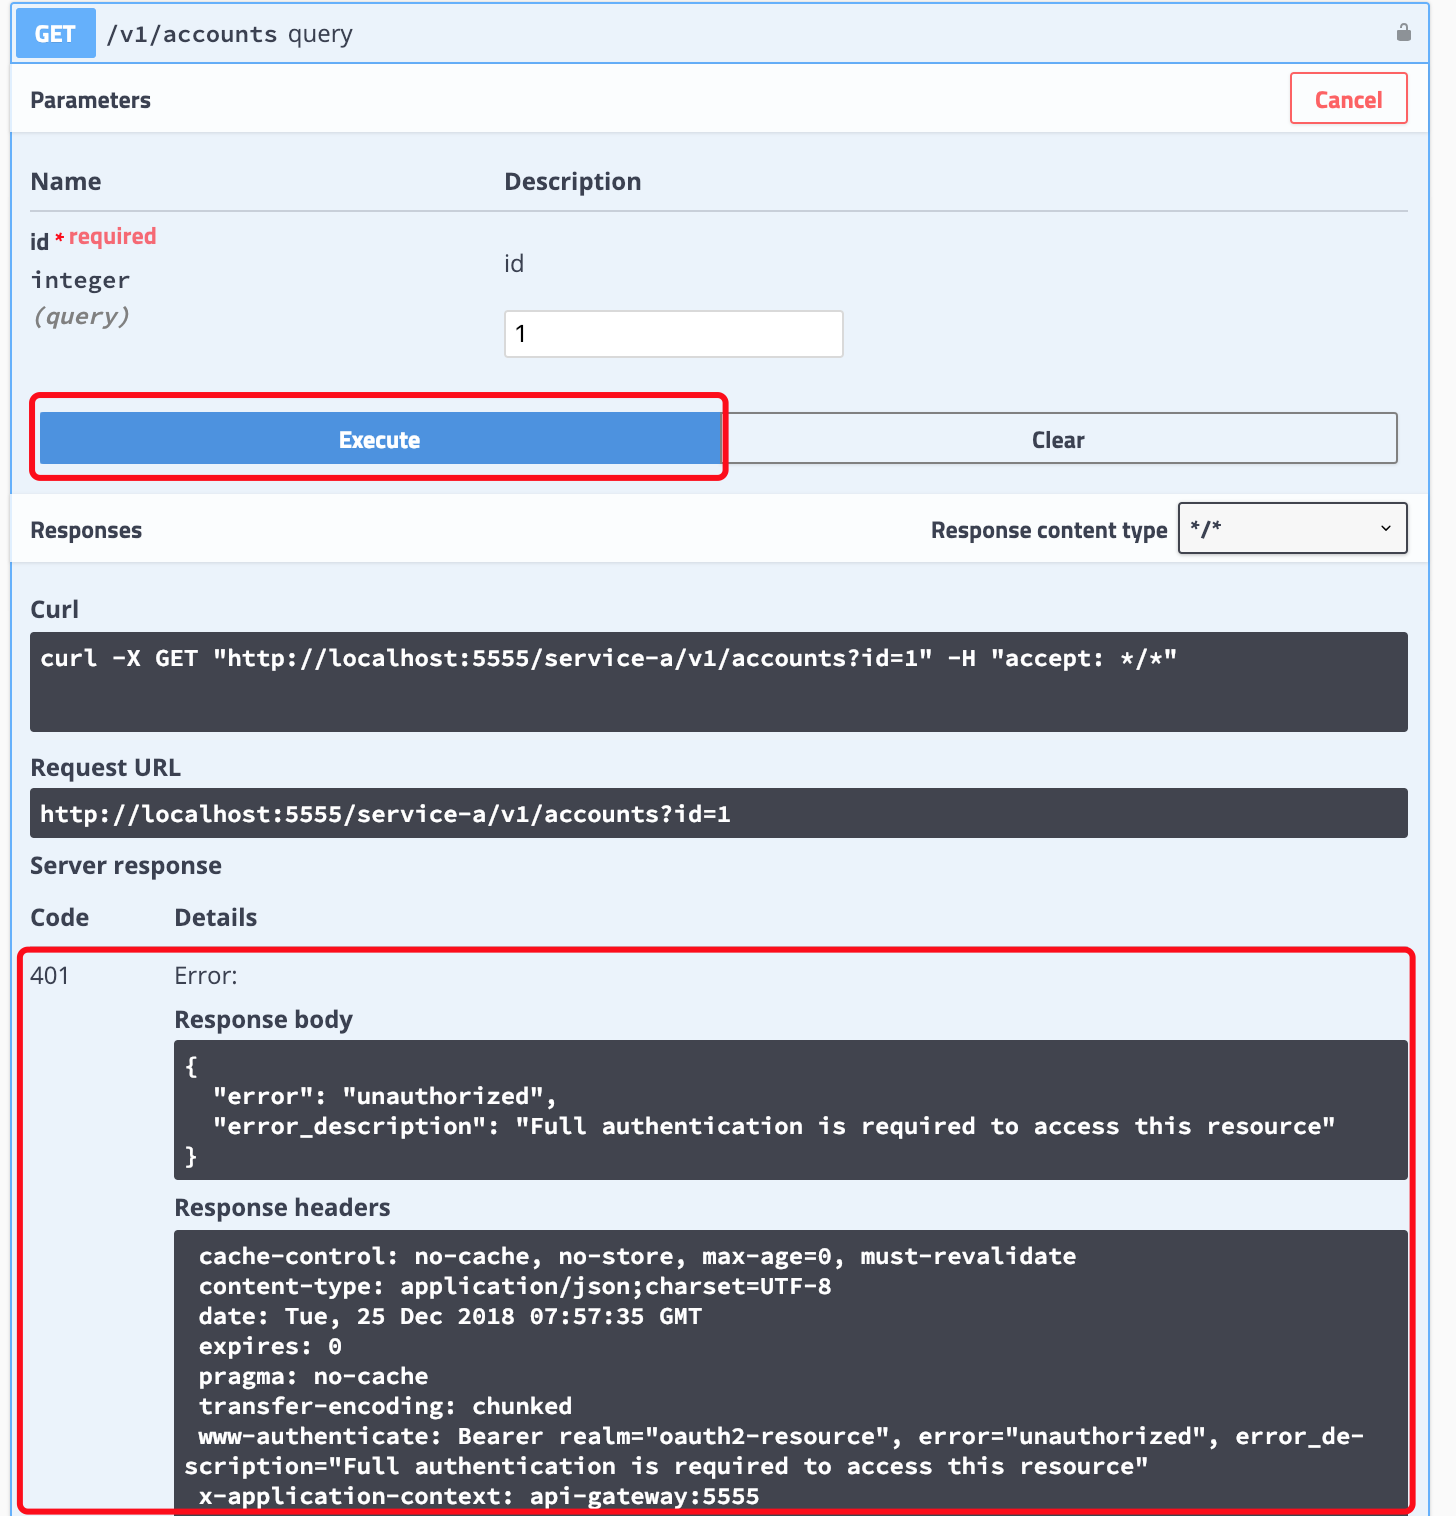 GET /v1/accounts query
Parameters
Cancel
Name Description
id * required
integer
(query)
id
1
Execute
Clear
Responses
Response content type */*
Curl
curl -X GET "http://localhost:5555/service-a/v1/accounts?id=1" -H "accept: */*"
Request URL
http://localhost:5555/service-a/v1/accounts?id=1
Server response
Code Details
401 Error:
Response body
{
"error": "unauthorized",
"error_description": "Full authentication is required to access this resource"
}
Response headers
cache-control: no-cache, no-store, max-age=0, must-revalidate
content-type: application/json;charset=UTF-8
date: Tue, 25 Dec 2018 07:57:35 GMT
expires: 0
pragma: no-cache
transfer-encoding: chunked
www-authenticate: Bearer realm="oauth2-resource", error="unauthorized", error_de-
scription="Full authentication is required to access this resource"
x-application-context: api-gateway:5555